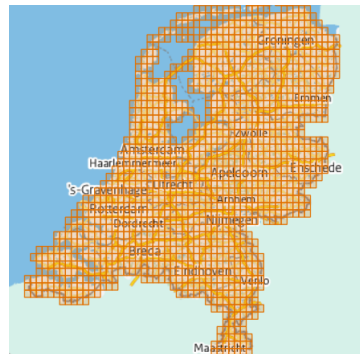 Groningen
Emmen
Zwolle
Amsterdam
Haarlemmermeer
Enschede
Apeldoorn
's-Gravenhage
Utrecht
Arnhem
Rotterdam
Nijmegen
Dordrecht
Breda
Eindhoven
Venlo
Maastricht